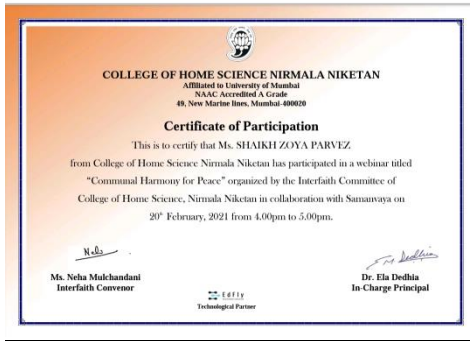 COLLEGE OF HOME SCIENCE NIRMALA NIKETAN
Affiliated to University of Mumbai
NAAC Accredited A Grade
49, New Marine lines, Mumbai-400020
Certificate of Participation
This is to certify that Ms. SHAIKH ZOYA PARVEZ
from College of Home Science Nirmala Niketan has participated in a webinar titled
“Communal Harmony for Peace” organized by the Interfaith Committee of
College of Home Science, Nirmala Niketan in collaboration with Samanvaya on
20th February, 2021 from 4.00pm to 5.00pm.
Ms. Neha Mulchandani
Interfaith Convenor
Dr. Ela Dedhia
In-Charge Principal
EdFly
Technological Partner